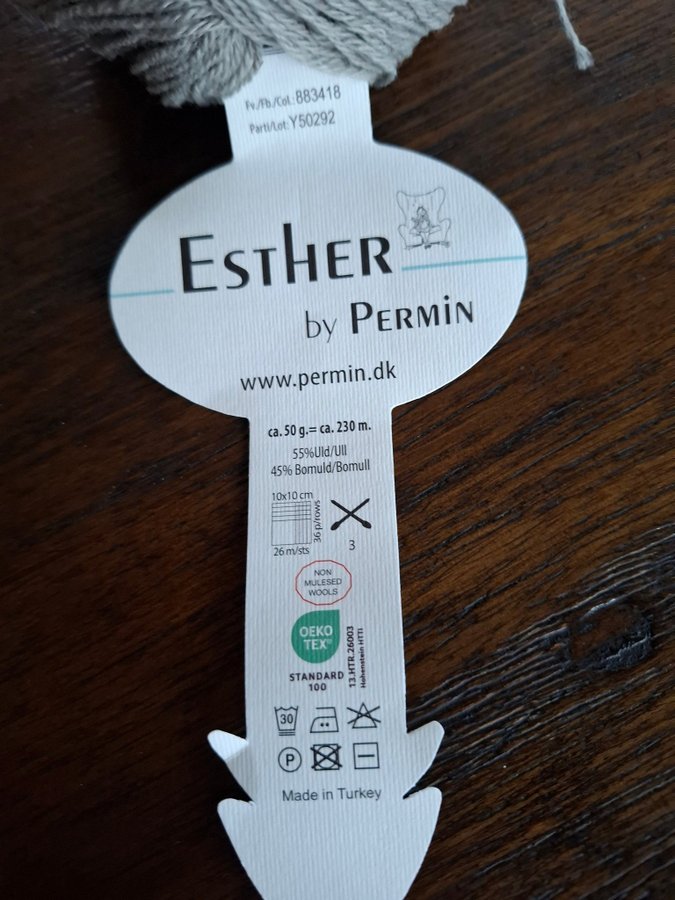 Fv./Fb./Col.:883418
Parti/Lot:Y50292
ESTHER
by PERMIN
www.permin.dk
ca. 50 g.= ca. 230 m.
55%Uld/Ull
45% Bomuld/Bomull
10x10 cm
36 p/rows
26 m/sts
3
NON
MULESED
WOOLS
OEKO
TEX®
STANDARD
100
13.HTR.26003
Hohenstein HTTI
30
P
Made in Turkey